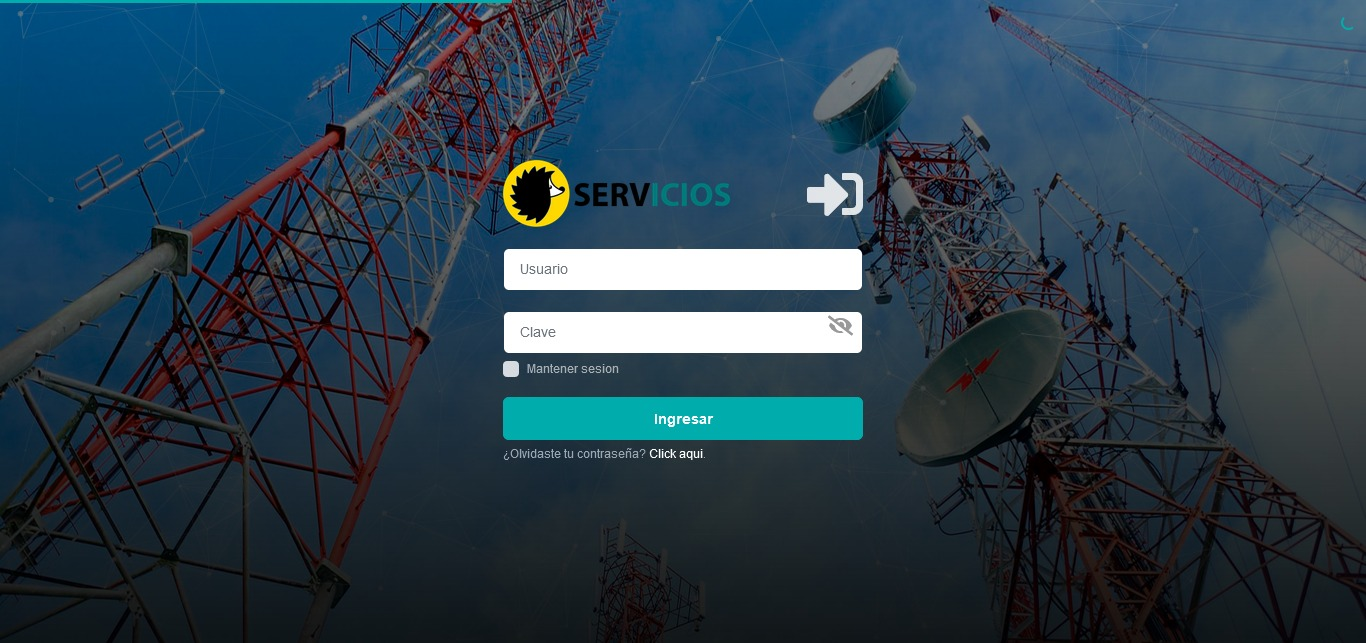 SERVICIOS
Usuario
Clave
Mantener sesion
Ingresar
¿Olvidaste tu contraseña? Click aqui.